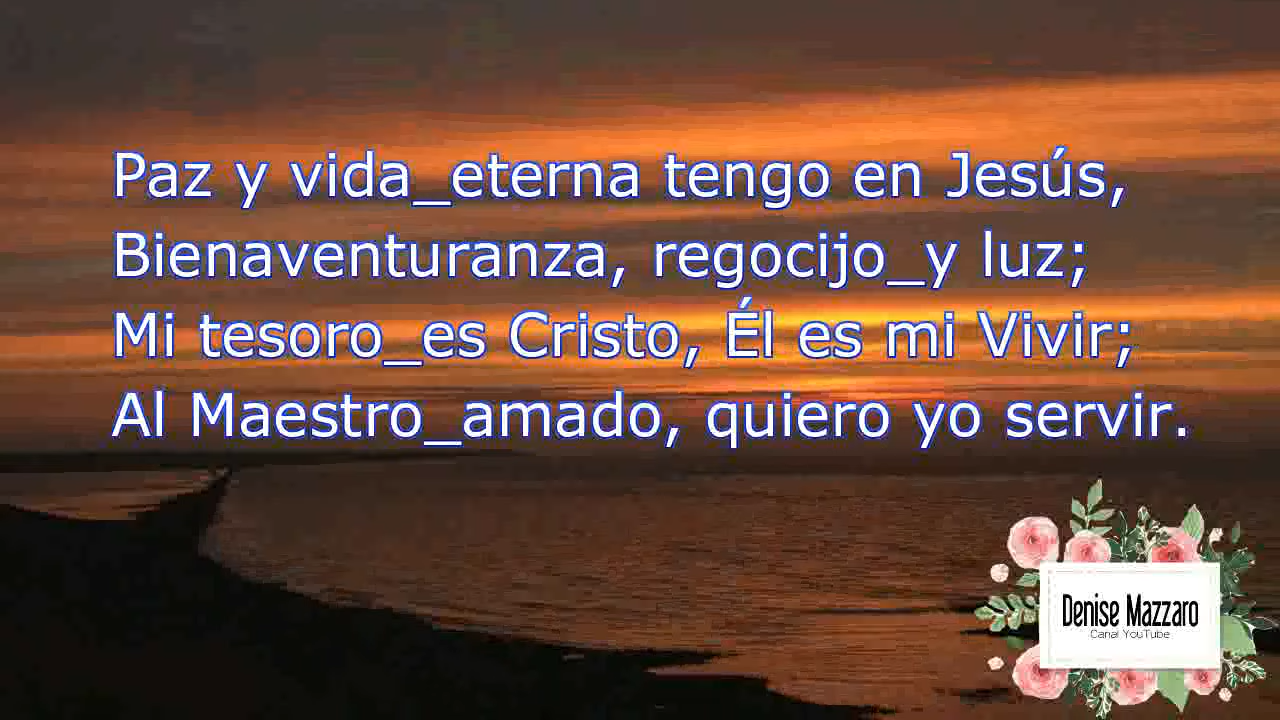 Paz y vida_eterna tengo en Jesús,
Bienaventuranza, regocijo_y luz;
Mi tesoro_es Cristo, Él es mi Vivir;
Al Maestro_amado, quiero yo servir.
Denise Mazzaro
Canal YouTube